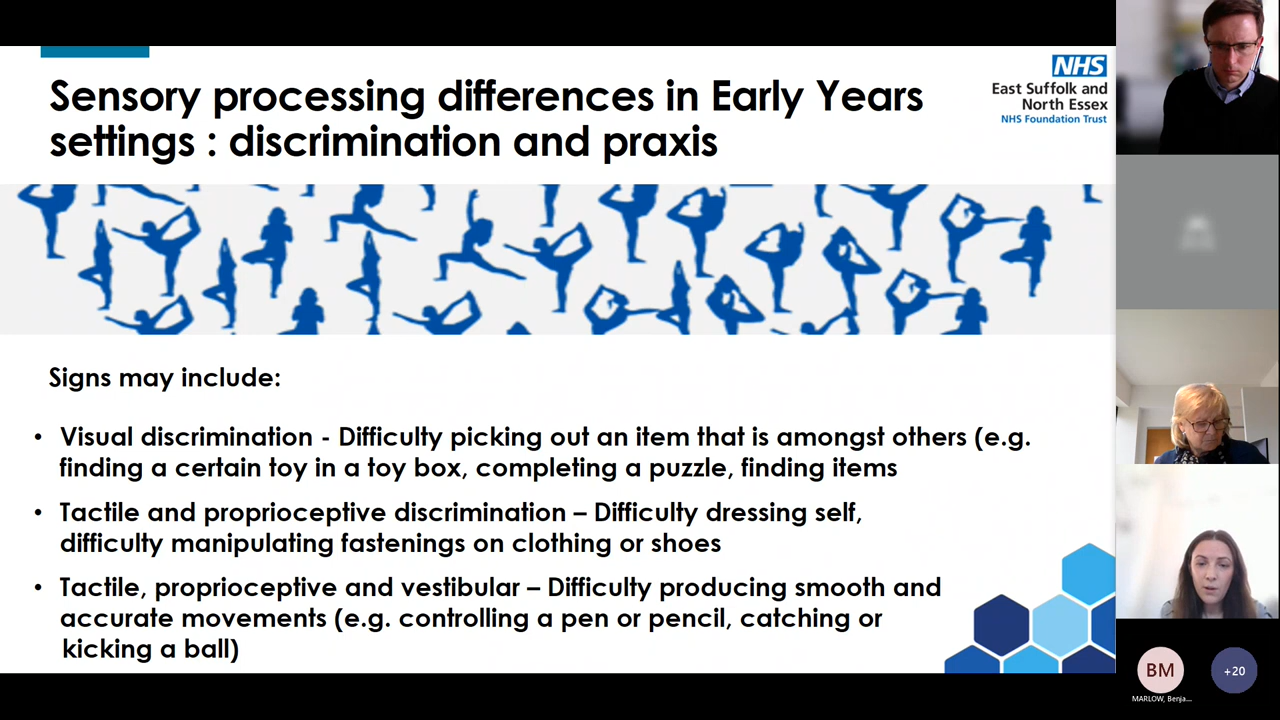 Sensory processing differences in Early Years
settings : discrimination and praxis
NHS
East Suffolk and
North Essex
NHS Foundation Trust
Signs may include:
• Visual discrimination - Difficulty picking out an item that is amongst others (e.g.
finding a certain toy in a toy box, completing a puzzle, finding items
• Tactile and proprioceptive discrimination – Difficulty dressing self,
difficulty manipulating fastenings on clothing or shoes
• Tactile, proprioceptive and vestibular – Difficulty producing smooth and
accurate movements (e.g. controlling a pen or pencil, catching or
kicking a ball)
BM
+20
MARLOW, Benja...